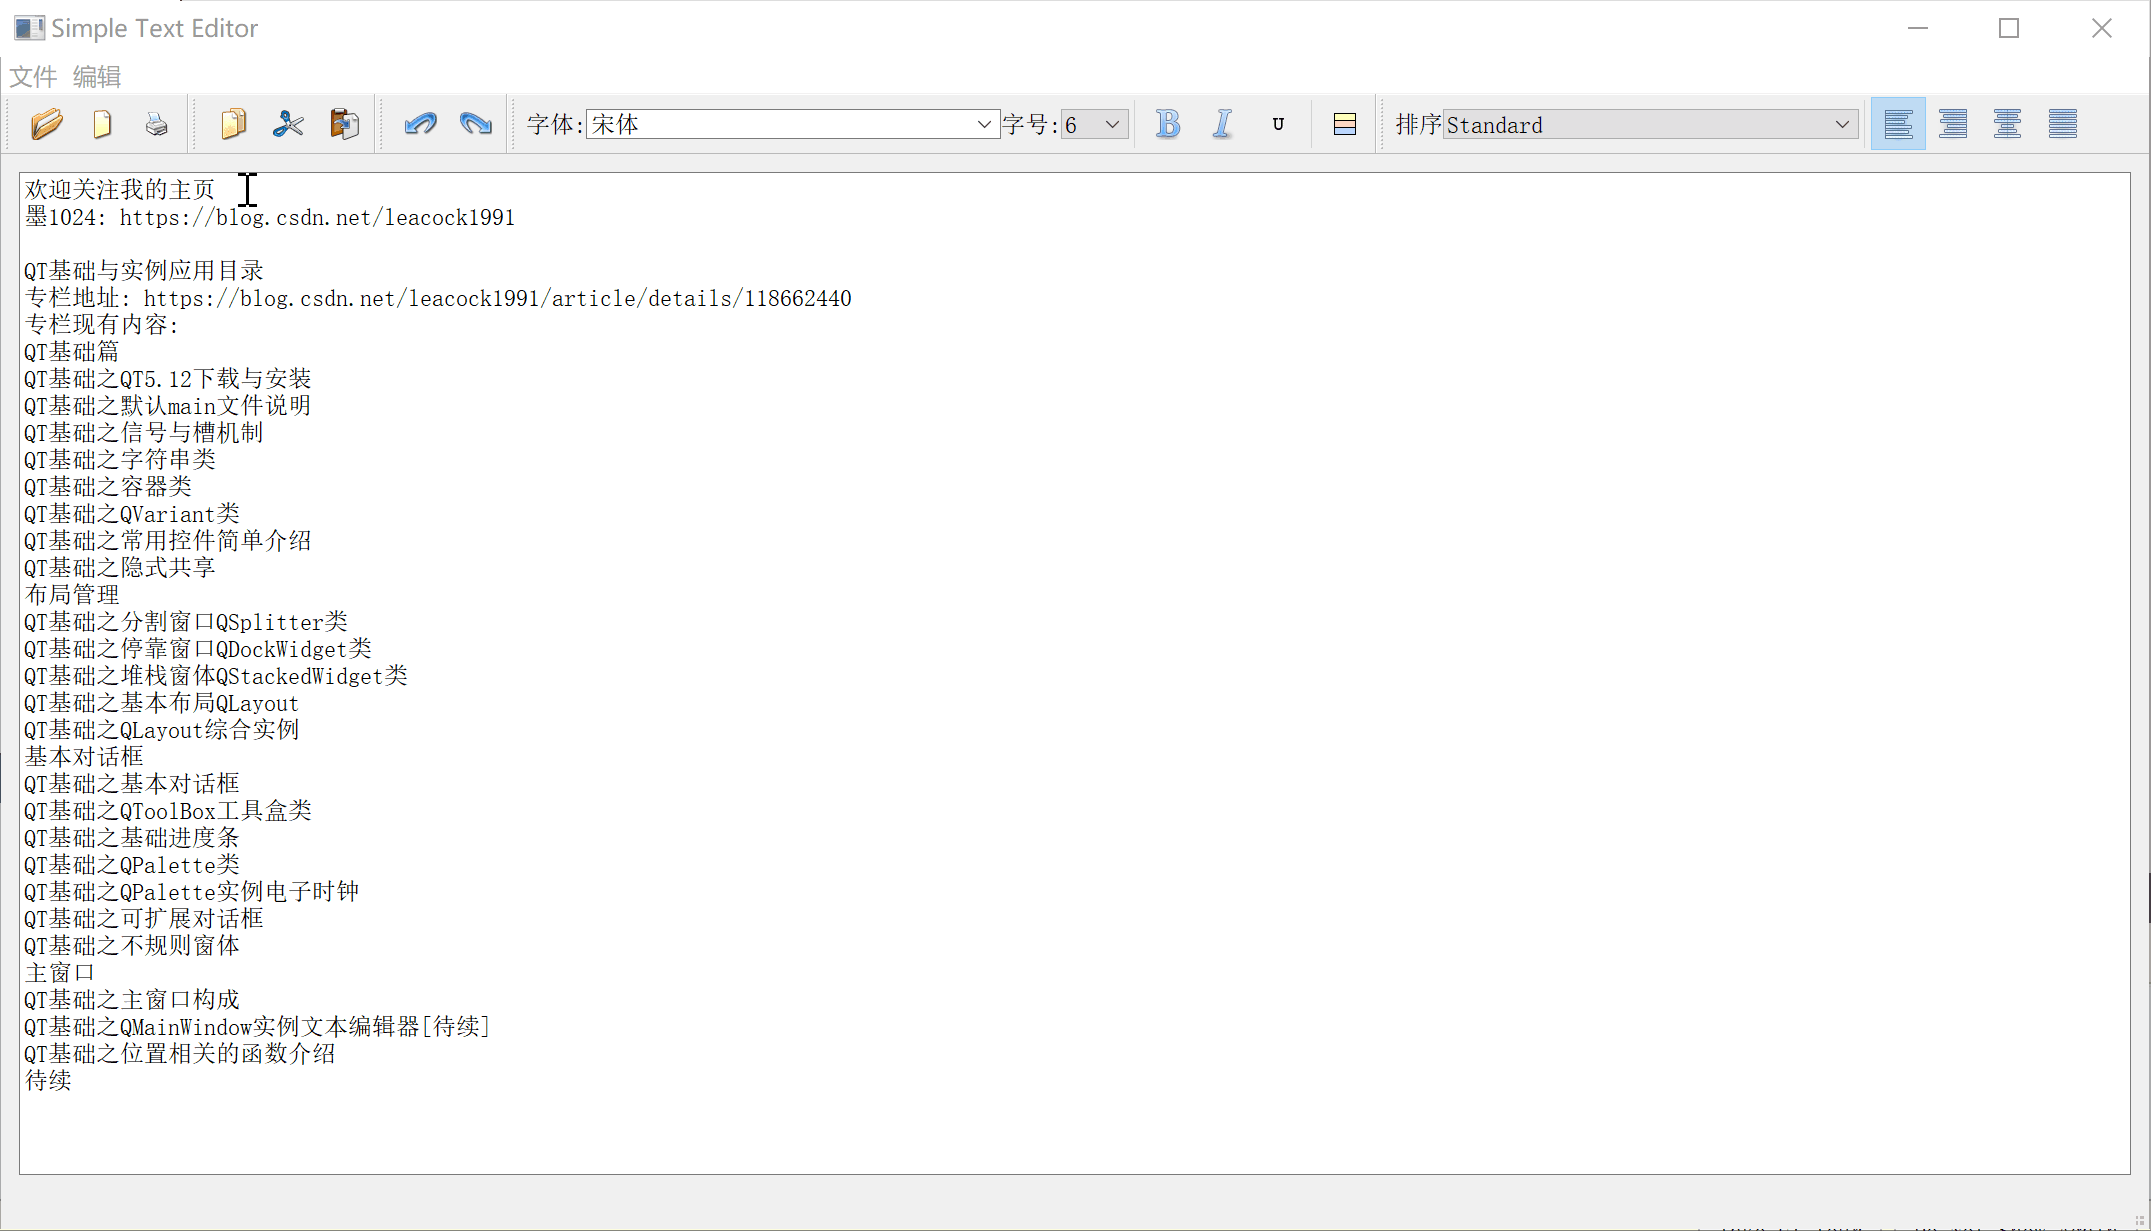 Simple Text Editor
文件 编辑
字体: 宋体 字号: 6 B I U 排序 Standard
欢迎关注我的主页
墨1024: https://blog.csdn.net/leacock1991
QT基础与实例应用目录
专栏地址: https://blog.csdn.net/leacock1991/article/details/118662440
专栏现有内容:
QT基础篇
QT基础之QT5.12下载与安装
QT基础之默认main文件说明
QT基础之信号与槽机制
QT基础之字符串类
QT基础之容器类
QT基础之QVariant类
QT基础之常用控件简单介绍
QT基础之隐式共享
布局管理
QT基础之分割窗口QSplitter类
QT基础之停靠窗口QDockWidget类
QT基础之堆栈窗体QStackedWidget类
QT基础之基本布局QLayout
QT基础之QLayout综合实例
基本对话框
QT基础之基本对话框
QT基础之QToolBox工具盒类
QT基础之基础进度条
QT基础之QPalette类
QT基础之QPalette实例电子时钟
QT基础之可扩展对话框
QT基础之不规则窗体
主窗口
QT基础之主窗口构成
QT基础之QMainWindow实例文本编辑器[待续]
QT基础之位置相关的函数介绍
待续